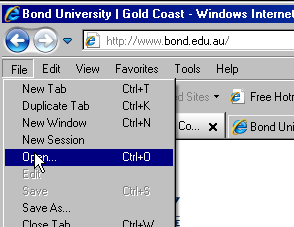 Bond University | Gold Coast - Windows Internet
http://www.bond.edu.au/
File Edit View Favorites Tools Help
New Tab Ctrl+T
Duplicate Tab Ctrl+K
New Window Ctrl+N
New Session
Open... Ctrl+O
Edit
Save Ctrl+S
Save As...
Close Tab Ctrl+W
d Sites Free Hotm
Co... Bond Uni